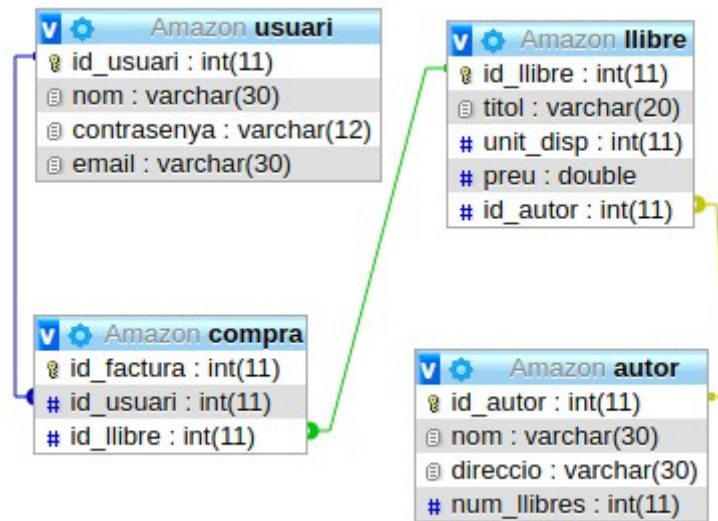 Amazon usuari
id_usuari : int(11)
nom : varchar(30)
contrasenya : varchar(12)
email : varchar(30)
Amazon llibre
id_llibre : int(11)
titol : varchar(20)
# unit_disp : int(11)
# preu : double
# id_autor : int(11)
Amazon compra
id_factura : int(11)
# id_usuari : int(11)
# id_llibre : int(11)
Amazon autor
id_autor : int(11)
nom : varchar(30)
direccio : varchar(30)
# num_llibres : int(11)